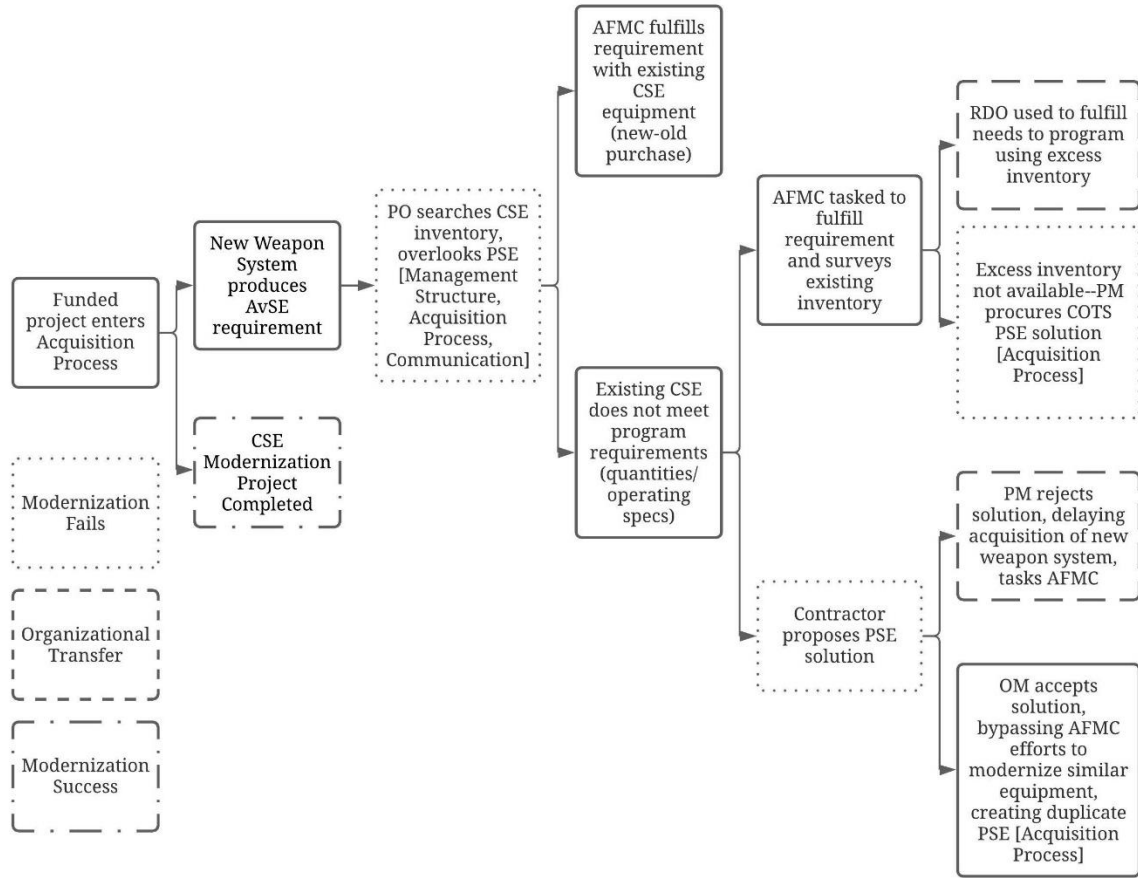 Funded
project enters
Acquisition
Process
New Weapon
System
produces
AvSE
requirement
CSE
Modernization
Project
Completed
PO searches CSE
inventory,
overlooks PSE
[Management
Structure,
Acquisition
Process,
Communication]
AFMC fulfills
requirement
with existing
CSE
equipment
(new-old
purchase)
Existing CSE
does not meet
program
requirements
(quantities/
operating
specs)
AFMC tasked to
fulfill
requirement
and surveys
existing
inventory
Contractor
proposes PSE
solution
RDO used to fulfill
needs to program
using excess
inventory
Excess inventory
not available--PM
procures COTS
PSE solution
[Acquisition
Process]
PM rejects
solution, delaying
acquisition of new
weapon system,
tasks AFMC
OM accepts
solution,
bypassing AFMC
efforts to
modernize similar
equipment,
creating duplicate
PSE [Acquisition
Process]
Modernization
Fails
Organizational
Transfer
Modernization
Success